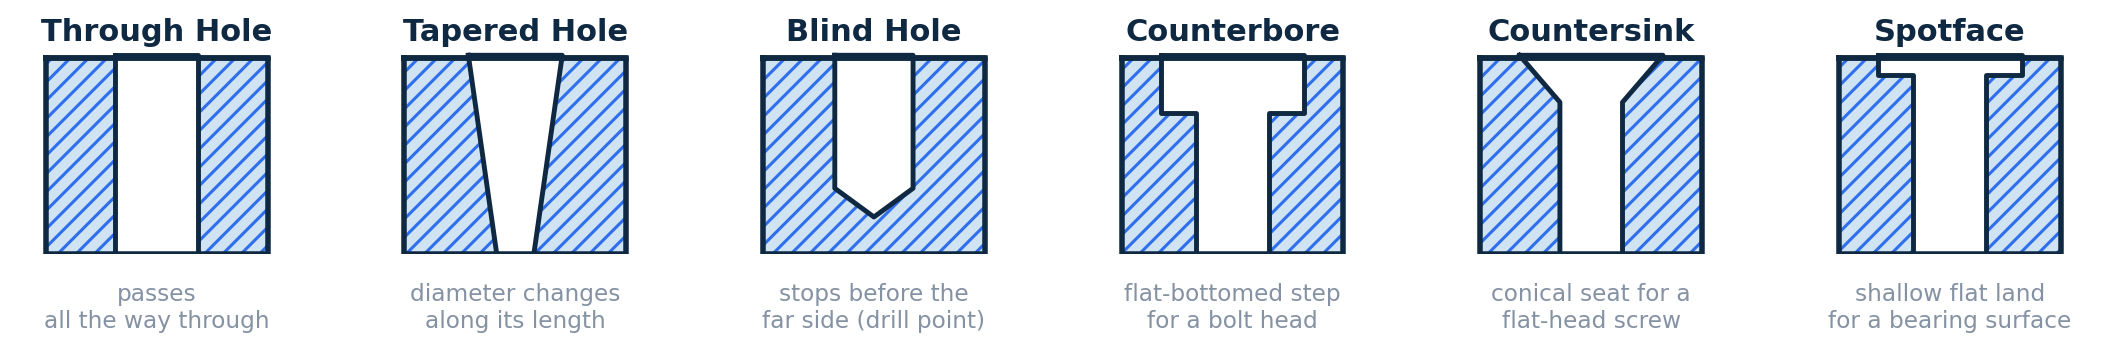 Through Hole
passes
all the way through
Tapered Hole
diameter changes
along its length
Blind Hole
stops before the
far side (drill point)
Counterbore
flat-bottomed step
for a bolt head
Countersink
conical seat for a
flat-head screw
Spotface
shallow flat land
for a bearing surface